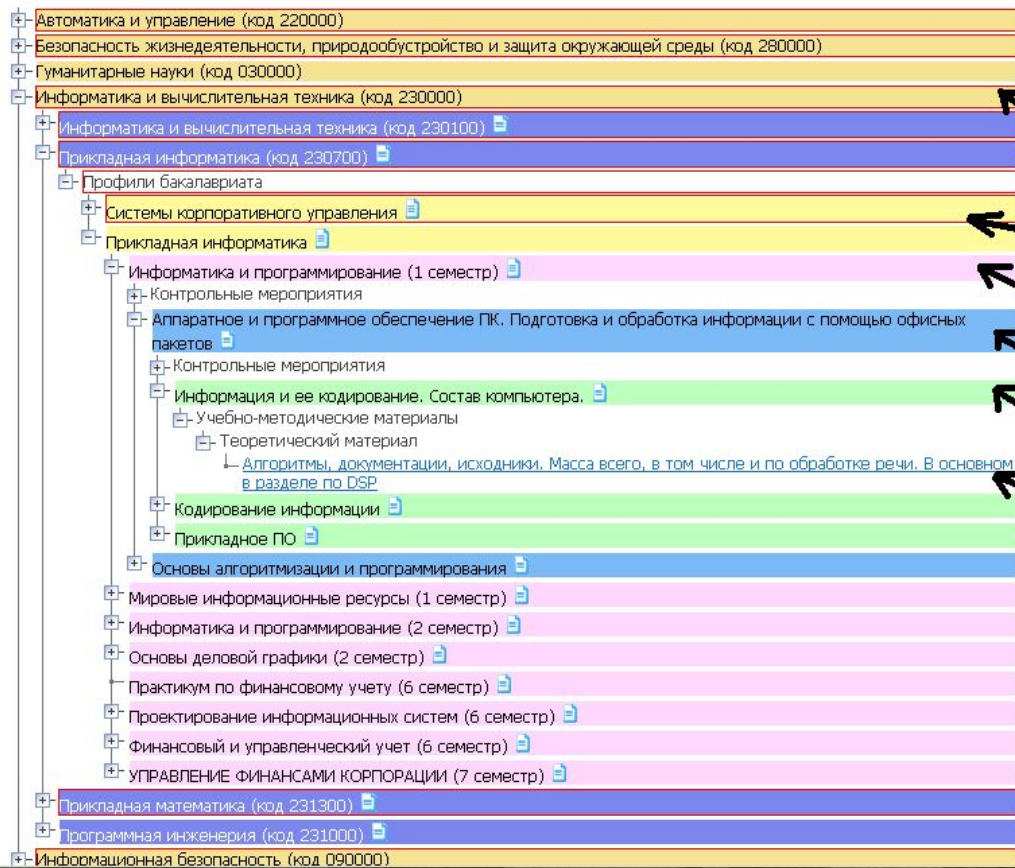 Автоматика и управление (код 220000)
Безопасность жизнедеятельности, природообустройство и защита окружающей среды (код 280000)
Гуманитарные науки (код 030000)
Информатика и вычислительная техника (код 230000)
Информатика и вычислительная техника (код 230100)
Прикладная информатика (код 230700)
Профили бакалавриата
Системы корпоративного управления
Прикладная информатика
Информатика и программирование (1 семестр)
Контрольные мероприятия
Аппаратное и программное обеспечение ПК. Подготовка и обработка информации с помощью офисных
пакетов
Контрольные мероприятия
Информация и ее кодирование. Состав компьютера.
Учебно-методические материалы
Теоретический материал
Алгоритмы, документации, исходники. Масса всего, в том числе и по обработке речи. В основном
в разделе по DSP
Кодирование информации
Прикладное ПО
Основы алгоритмизации и программирования
Мировые информационные ресурсы (1 семестр)
Информатика и программирование (2 семестр)
Основы деловой графики (2 семестр)
Практикум по финансовому учету (6 семестр)
Проектирование информационных систем (6 семестр)
Финансовый и управленческий учет (6 семестр)
УПРАВЛЕНИЕ ФИНАНСАМИ КОРПОРАЦИИ (7 семестр)
Прикладная математика (код 231300)
Программная инженерия (код 231000)
Информационная безопасность (код 090000)